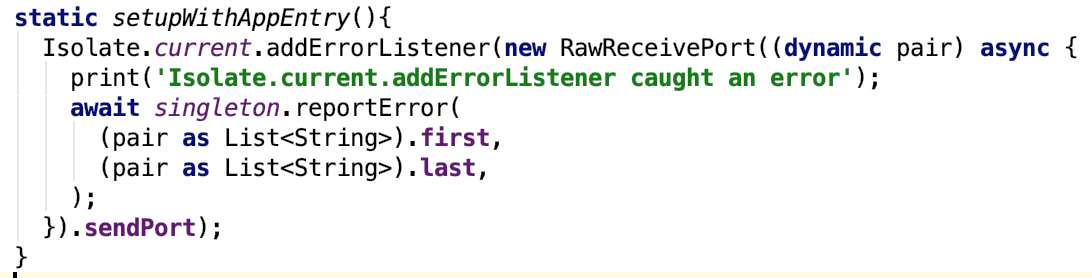 static setupWithAppEntry(){
Isolate.current.addErrorListener(new RawReceivePort((dynamic pair) async {
print('Isolate.current.addErrorListener caught an error');
await singleton.reportError(
(pair as List<String>).first,
(pair as List<String>).last,
);
}).sendPort);
}